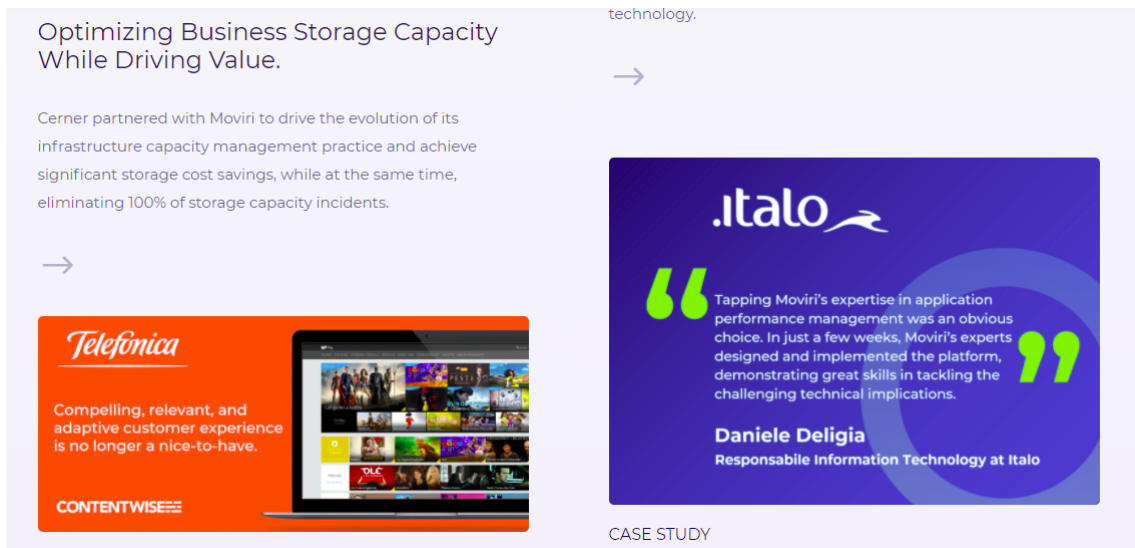 Optimizing Business Storage Capacity
While Driving Value.
Cerner partnered with Moviri to drive the evolution of its
infrastructure capacity management practice and achieve
significant storage cost savings, while at the same time,
eliminating 100% of storage capacity incidents.
Telefónica
Compelling, relevant, and
adaptive customer experience
is no longer a nice-to-have.
CONTENTWISE
technology.
.italo
“
Tapping Moviri’s expertise in application
performance management was an obvious
choice. In just a few weeks, Moviri’s experts
designed and implemented the platform,
demonstrating great skills in tackling the
challenging technical implications.
”
Daniele Deligia
Responsabile Information Technology at Italo
CASE STUDY